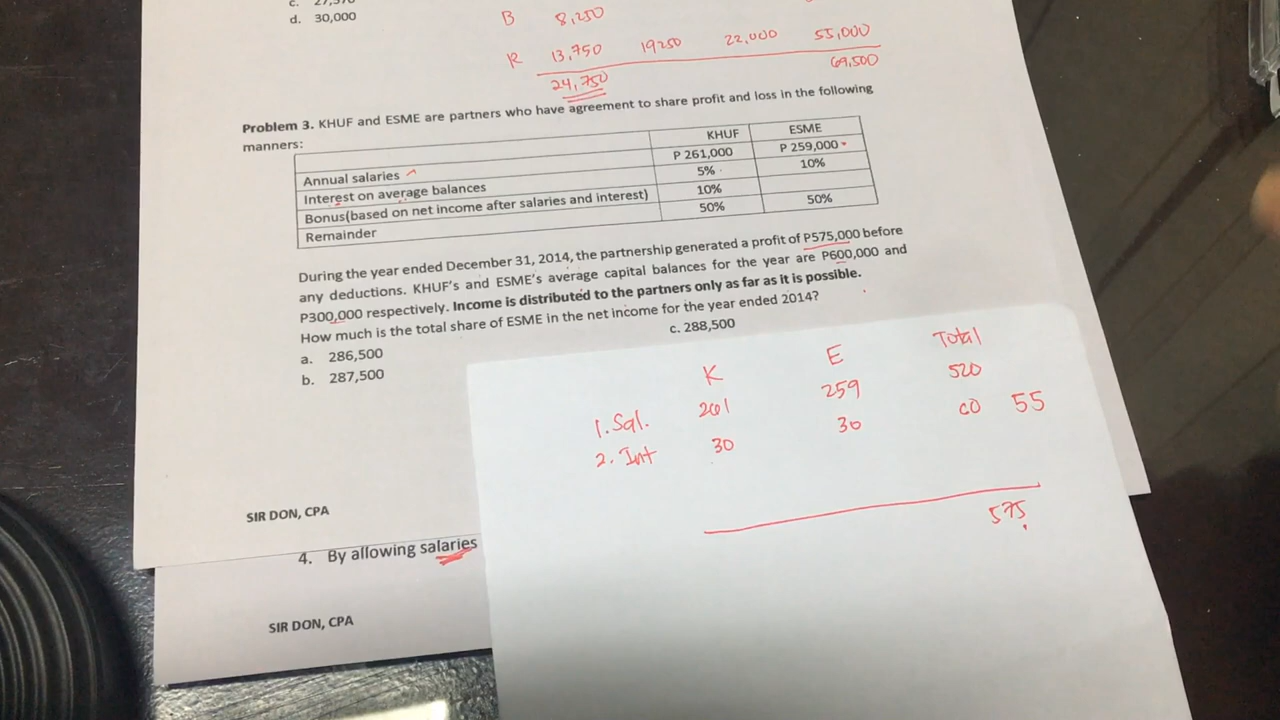 d. 30,000
B 8,250
R 13,750 19250 22,000 55,000
24,750 69,500
Problem 3. KHUF and ESME are partners who have agreement to share profit and loss in the following
manners:
KHUF ESME
Annual salaries P 261,000 P 259,000
Interest on average balances 5% 10%
Bonus(based on net income after salaries and interest) 10%
Remainder 50% 50%
During the year ended December 31, 2014, the partnership generated a profit of P575,000 before
any deductions. KHUF's and ESME's average capital balances for the year are P600,000 and
P300,000 respectively. Income is distributed to the partners only as far as it is possible.
How much is the total share of ESME in the net income for the year ended 2014?
a. 286,500 c. 288,500
b. 287,500
K E Total
1. Sal. 261 259 520
2. Int 30 30 60 55
575
SIR DON, CPA
4. By allowing salaries
SIR DON, CPA